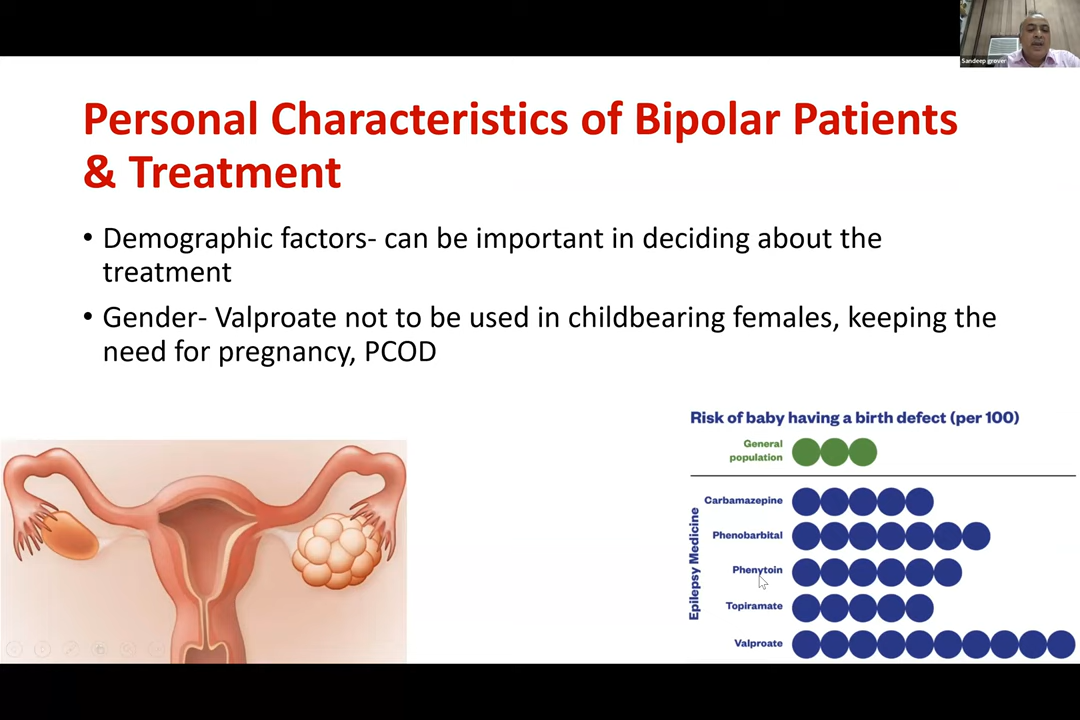 Sandeep grover
Personal Characteristics of Bipolar Patients
& Treatment
• Demographic factors- can be important in deciding about the
treatment
• Gender- Valproate not to be used in childbearing females, keeping the
need for pregnancy, PCOD
Risk of baby having a birth defect (per 100)
General
population
Epilepsy Medicine
Carbamazepine
Phenobarbital
Phenytoin
Topiramate
Valproate